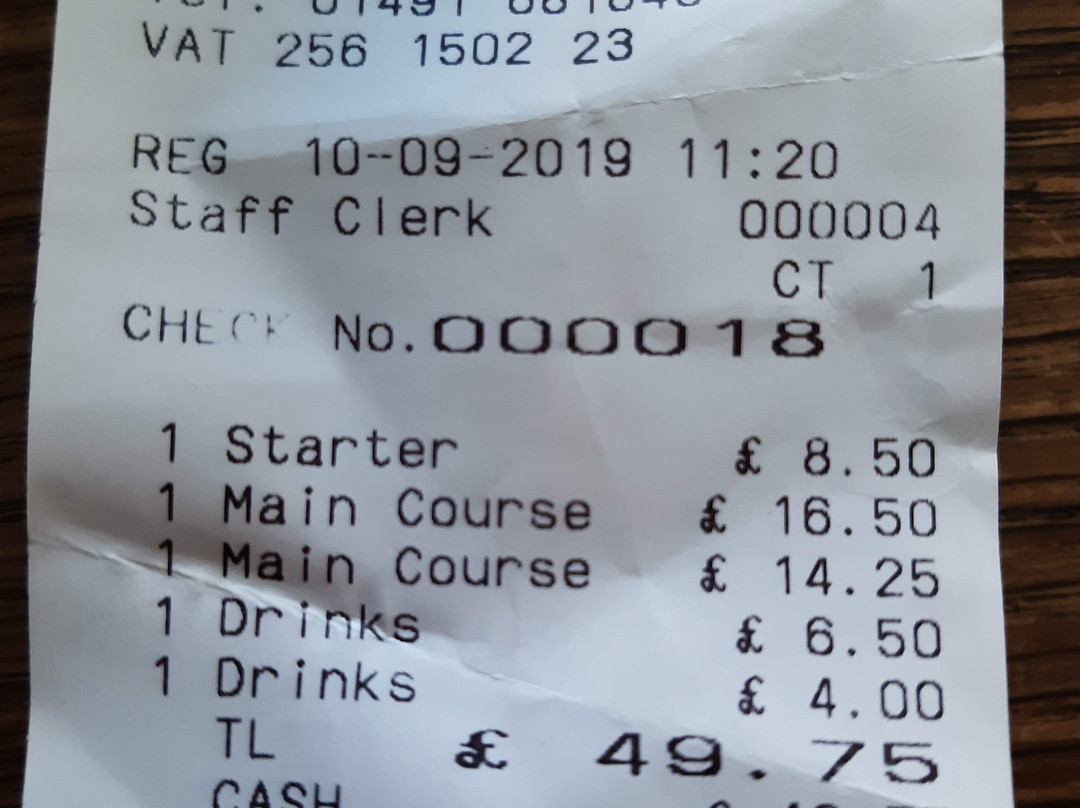 VAT 256 1502 23
REG 10-09-2019 11:20
Staff Clerk 000004
CT 1
CHECK No. 000018
1 Starter £ 8.50
1 Main Course £ 16.50
1 Main Course £ 14.25
1 Drinks £ 6.50
1 Drinks £ 4.00
TL £ 49.75
CASH